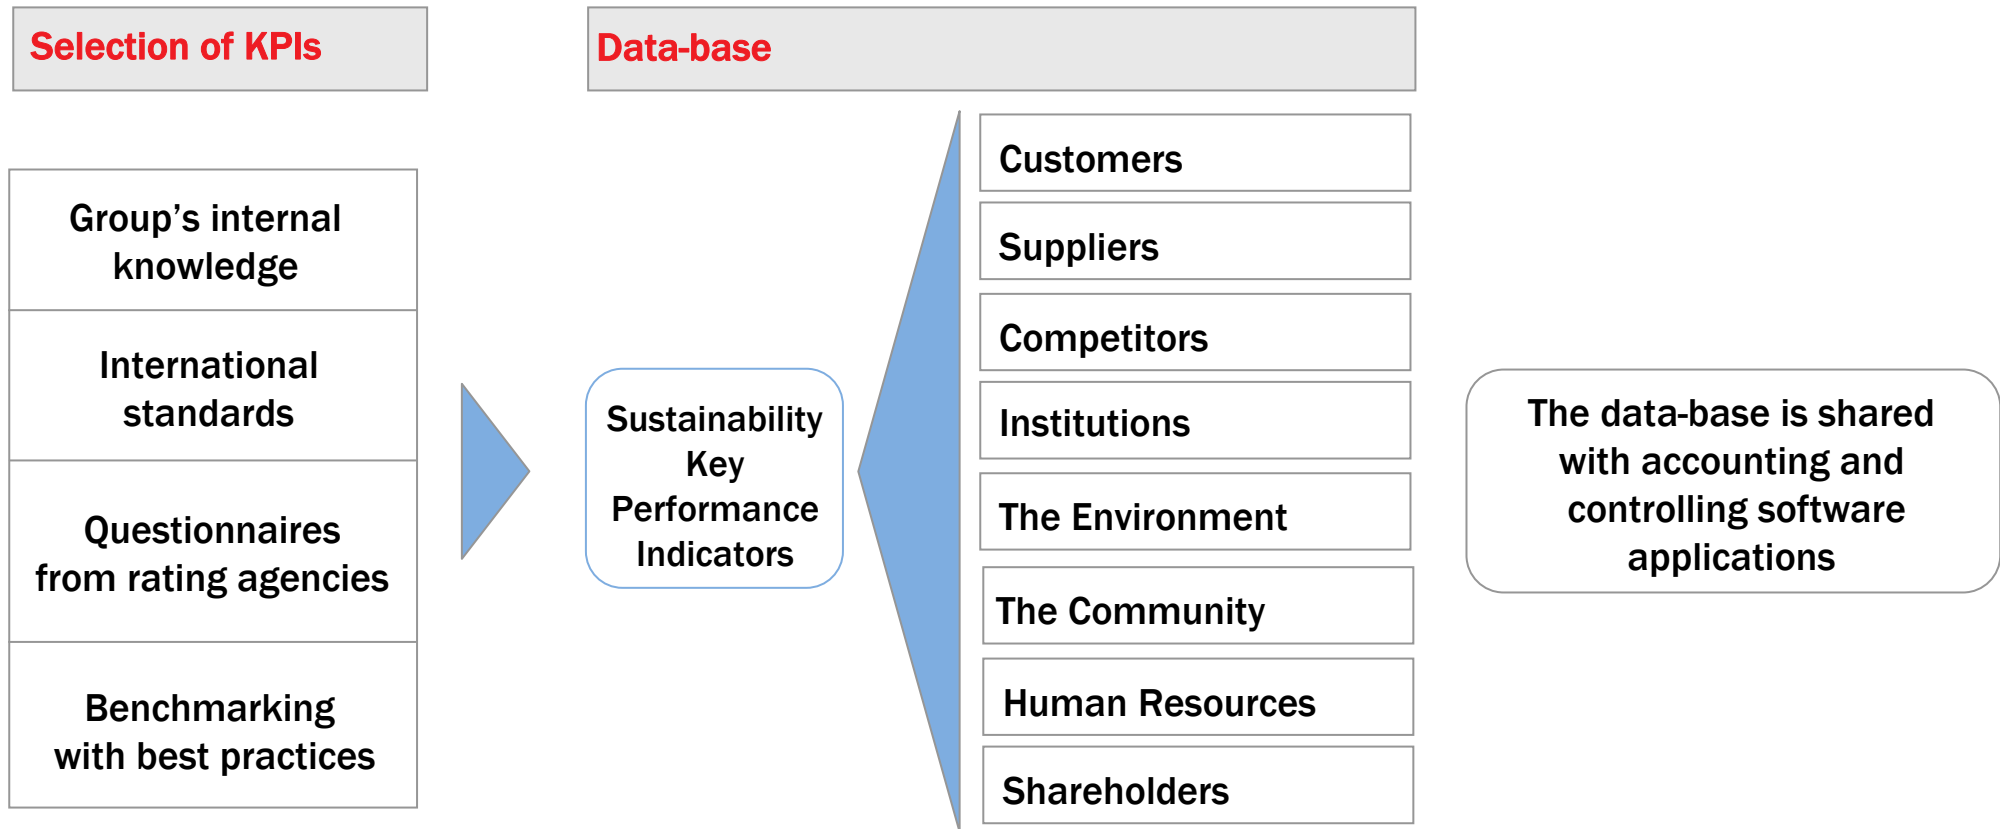 Selection of KPIs
Data-base
Group’s internal
knowledge
International
standards
Questionnaires
from rating agencies
Benchmarking
with best practices
Sustainability
Key
Performance
Indicators
Customers
Suppliers
Competitors
Institutions
The Environment
The Community
Human Resources
Shareholders
The data-base is shared
with accounting and
controlling software
applications